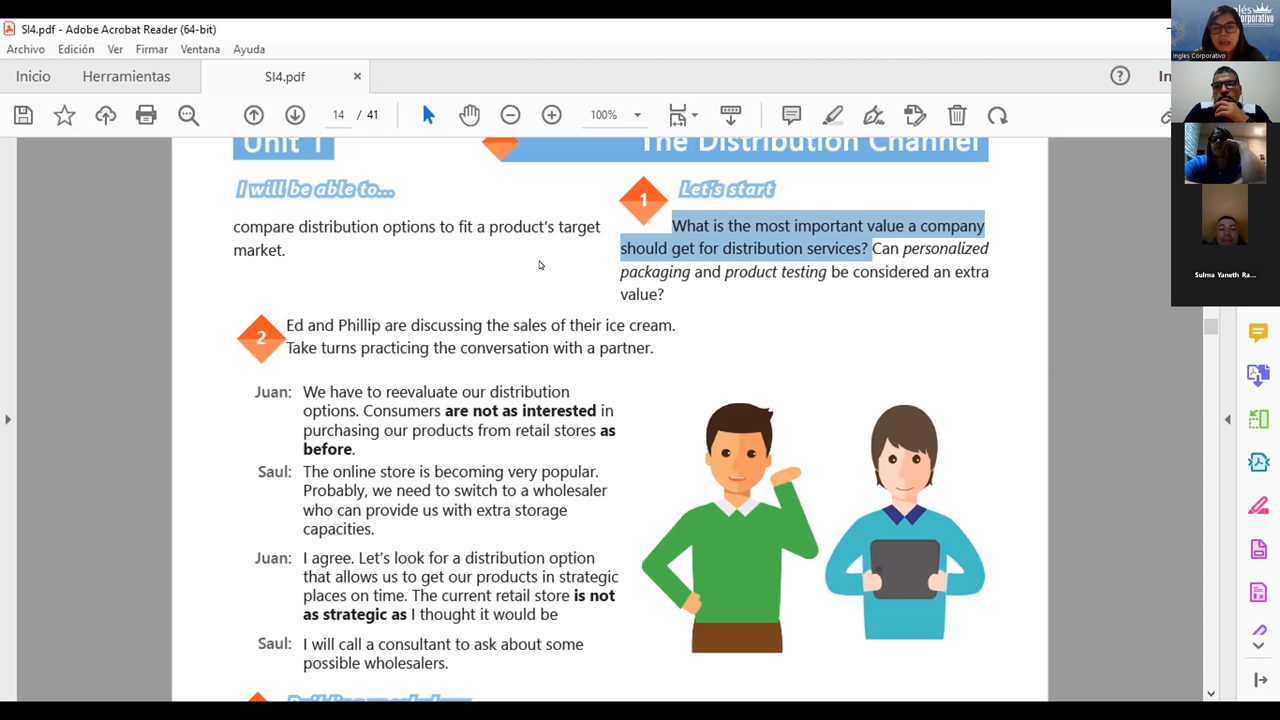 SI4.pdf - Adobe Acrobat Reader (64-bit)
Archivo Edición Ver Firmar Ventana Ayuda
Inicio Herramientas SI4.pdf
14 / 41 100%
Unit 1 The Distribution Channel
I will be able to...
compare distribution options to fit a product's target
market.
1 Let's start
What is the most important value a company
should get for distribution services? Can personalized
packaging and product testing be considered an extra
value?
2 Ed and Phillip are discussing the sales of their ice cream.
Take turns practicing the conversation with a partner.
Juan: We have to reevaluate our distribution
options. Consumers are not as interested in
purchasing our products from retail stores as
before.
Saul: The online store is becoming very popular.
Probably, we need to switch to a wholesaler
who can provide us with extra storage
capacities.
Juan: I agree. Let's look for a distribution option
that allows us to get our products in strategic
places on time. The current retail store is not
as strategic as I thought it would be
Saul: I will call a consultant to ask about some
possible wholesalers.
Building vocabulary
Ingles Corporativo
Sulma Yaneth Ra...